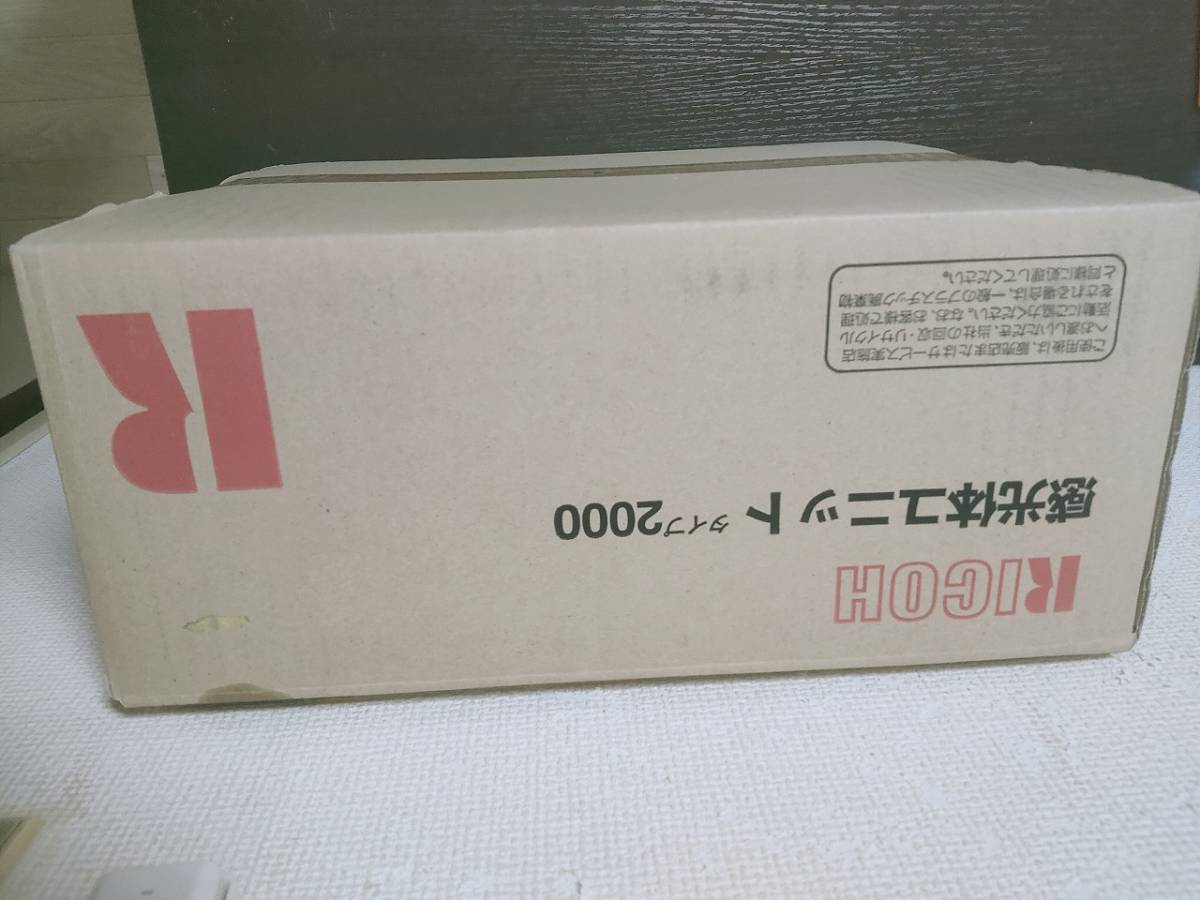 RICOH
感光体ユニット タイプ2000
R
ご使用後は、販売店またはサービス実施店
へお渡しいただき、当社の回収・リサイクル
活動にご協力ください。なお、お客様で処理
をされる場合は、一般のプラスチック廃棄物
と同様に処理してください。